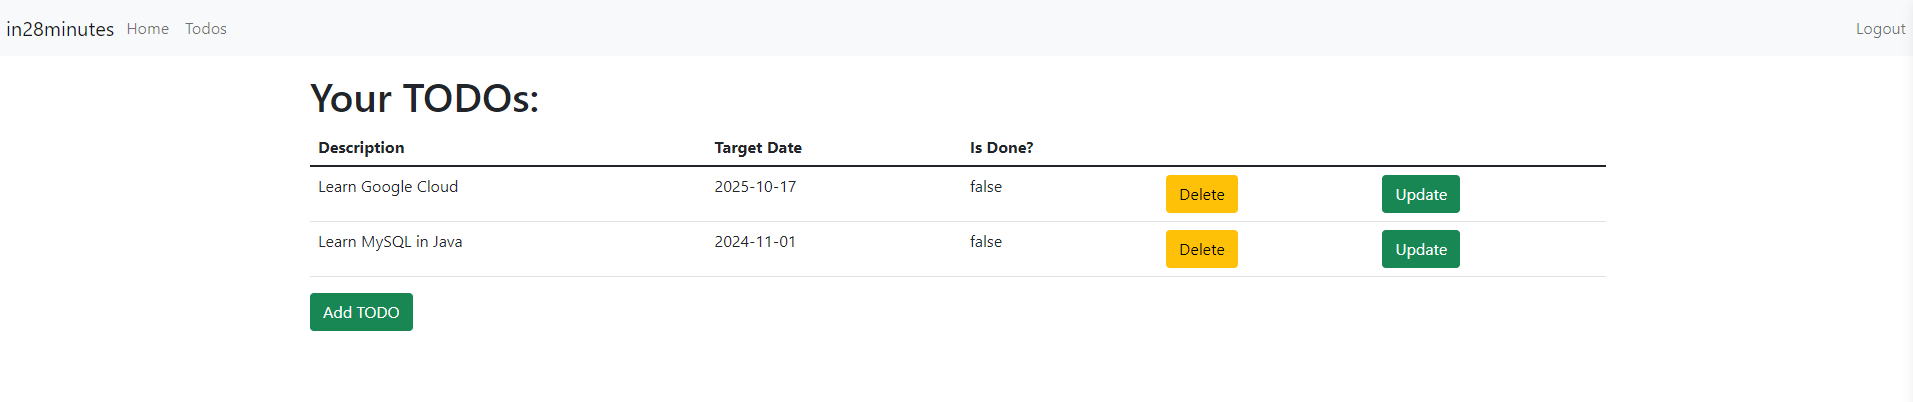 in28minutes Home Todos Logout
Your TODOs:
Description Target Date Is Done?
Learn Google Cloud 2025-10-17 false Delete Update
Learn MySQL in Java 2024-11-01 false Delete Update
Add TODO